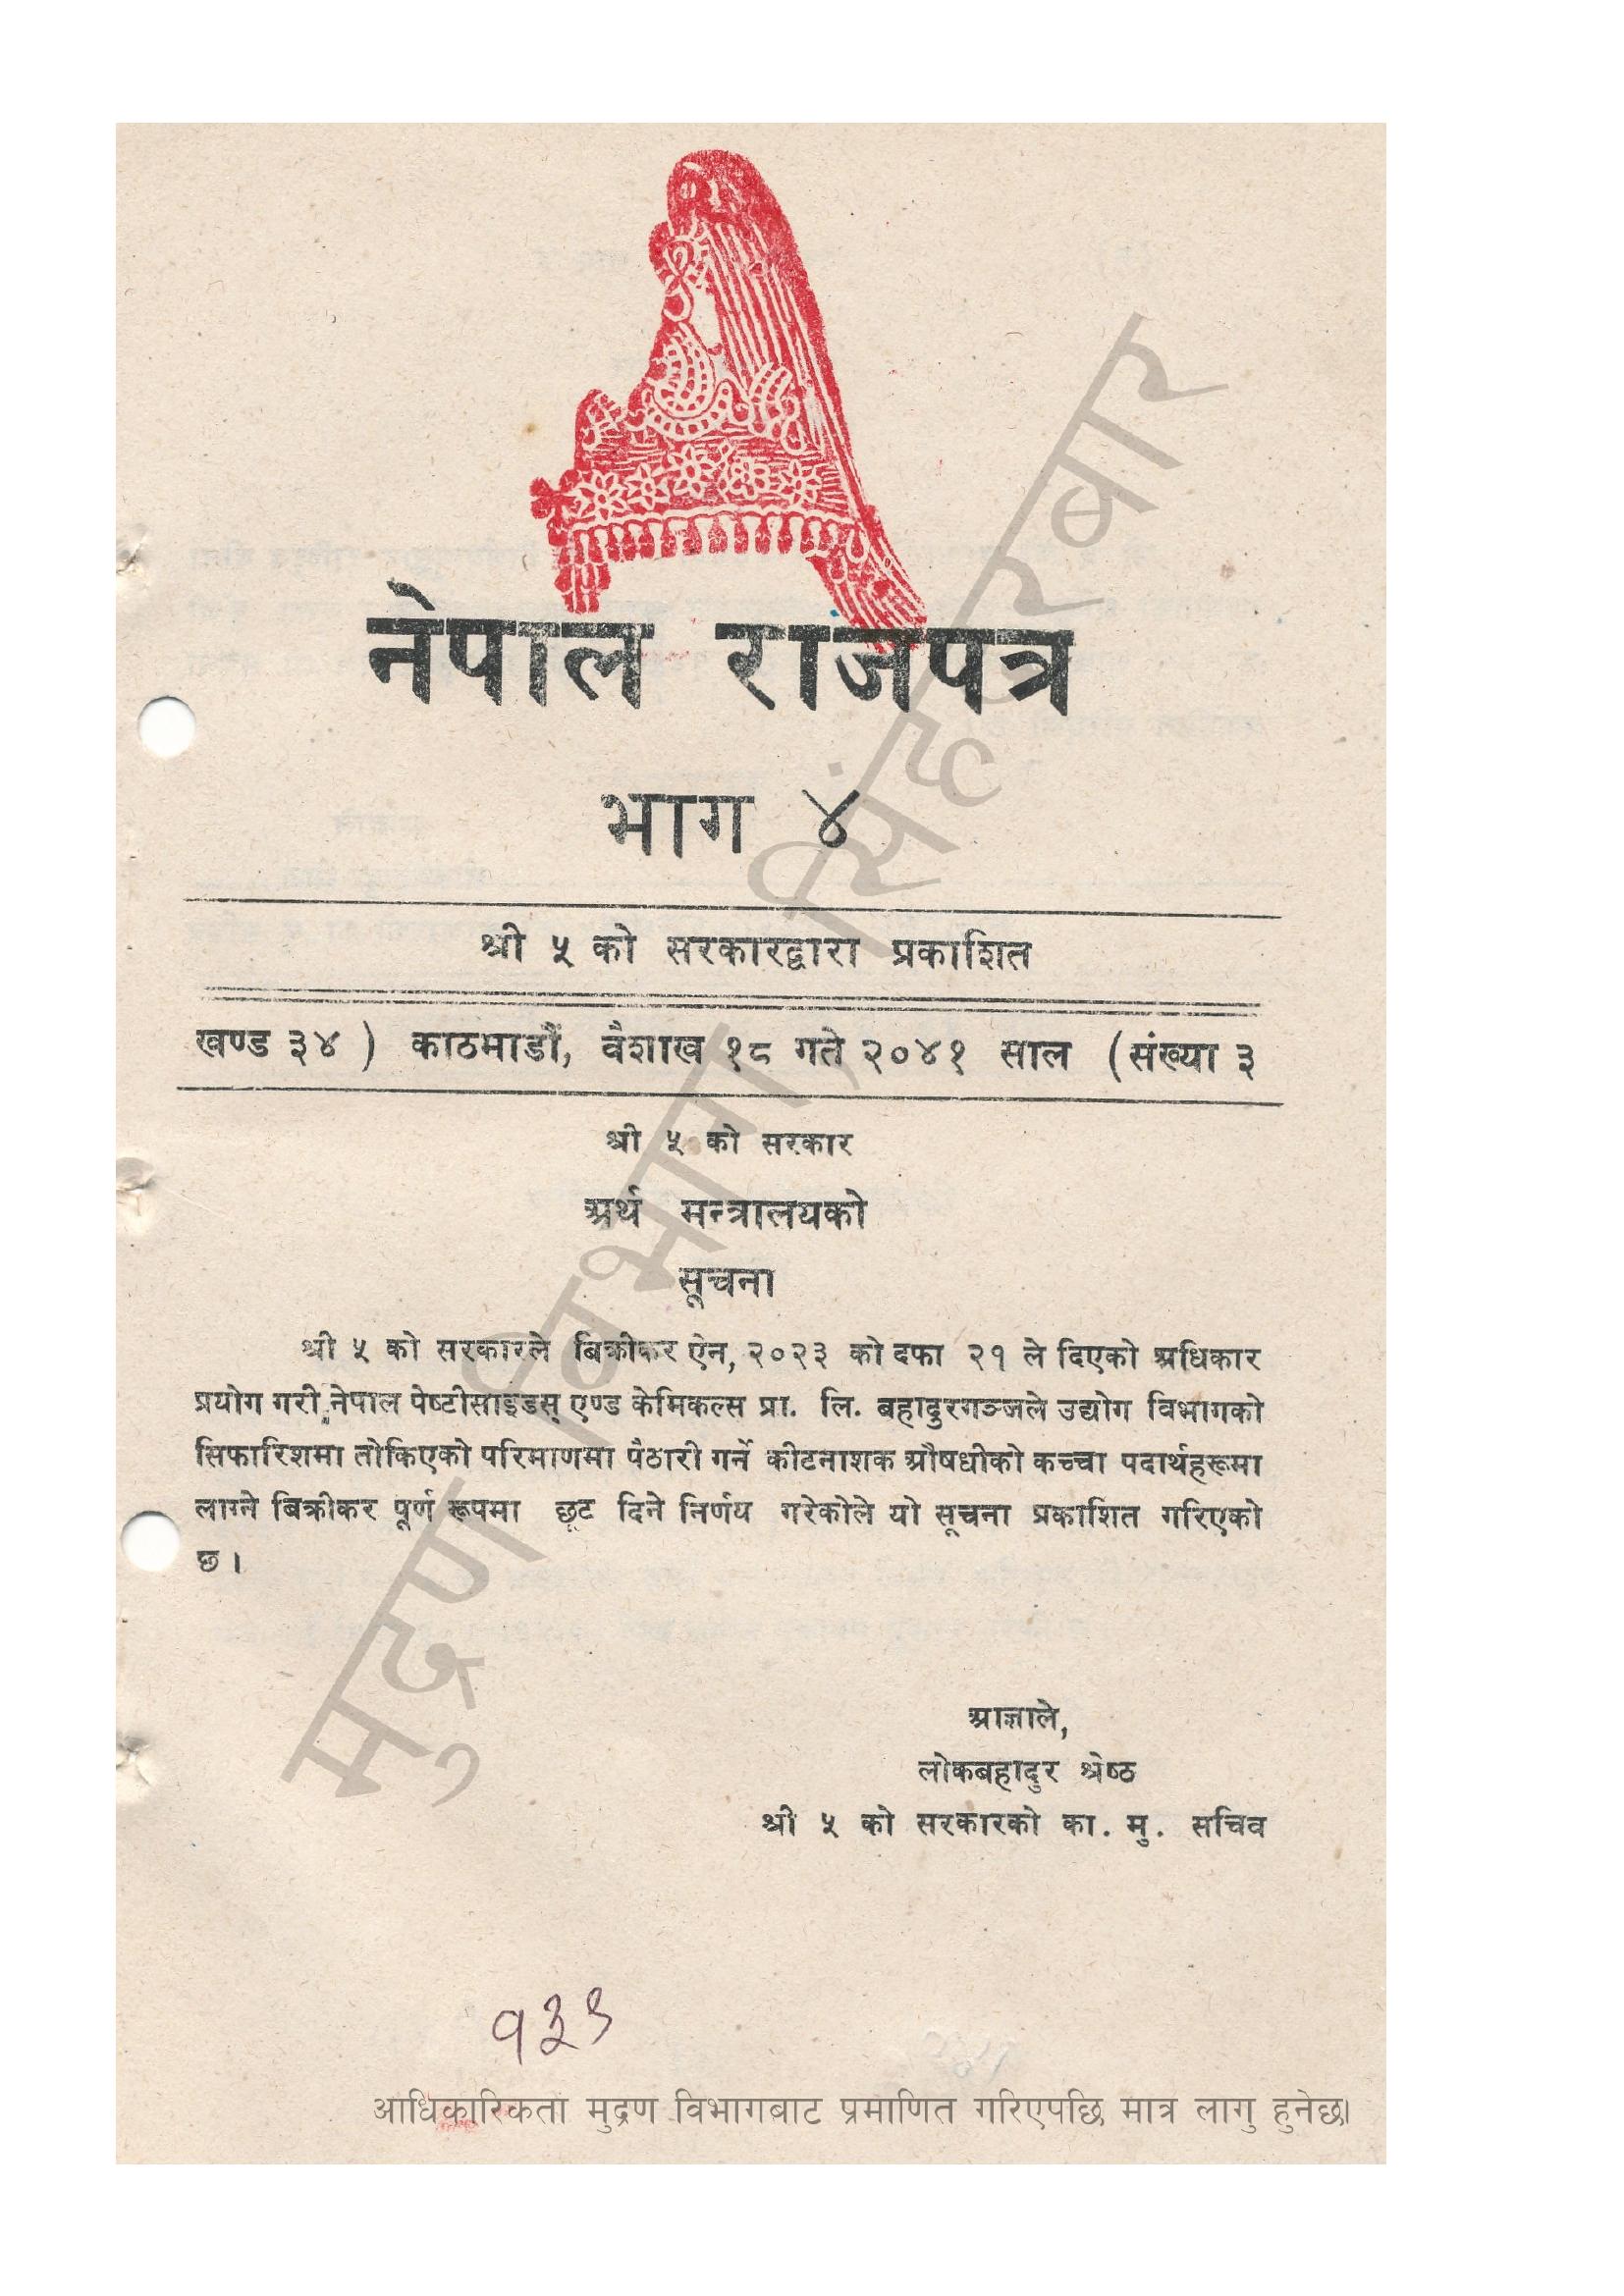 नेपाल राजपत्र
भाग ४
श्री ५ को सरकारद्वारा प्रकाशित
खण्ड ३४ ) काठमाडौं, वैशाख १८ गते २०४१ साल (संख्या ३
श्री ५ को सरकार
अर्थ मन्त्रालयको
सूचना
श्री ५ को सरकारले बिक्रीकर ऐन, २०२३ को दफा २१ ले दिएको अधिकार
प्रयोग गरी नेपाल पेष्टीसाइडस् एण्ड केमिकल्स प्रा. लि. बहादुरगञ्जले उद्योग विभागको
सिफारिशमा तोकिएको परिमाणमा पैठारी गर्ने कीटनाशक औषधीको कच्चा पदार्थहरूमा
लाग्ने बिक्रीकर पूर्ण रूपमा छूट दिने निर्णय गरेकोले यो सूचना प्रकाशित गरिएको
छ ।
आज्ञाले,
लोकबहादुर श्रेष्ठ
श्री ५ को सरकारको का. मु. सचिव
मुद्रण विभाग, सिंहदरबार
आधिकारिकता मुद्रण विभागबाट प्रमाणित गरिएपछि मात्र लागु हुनेछ।